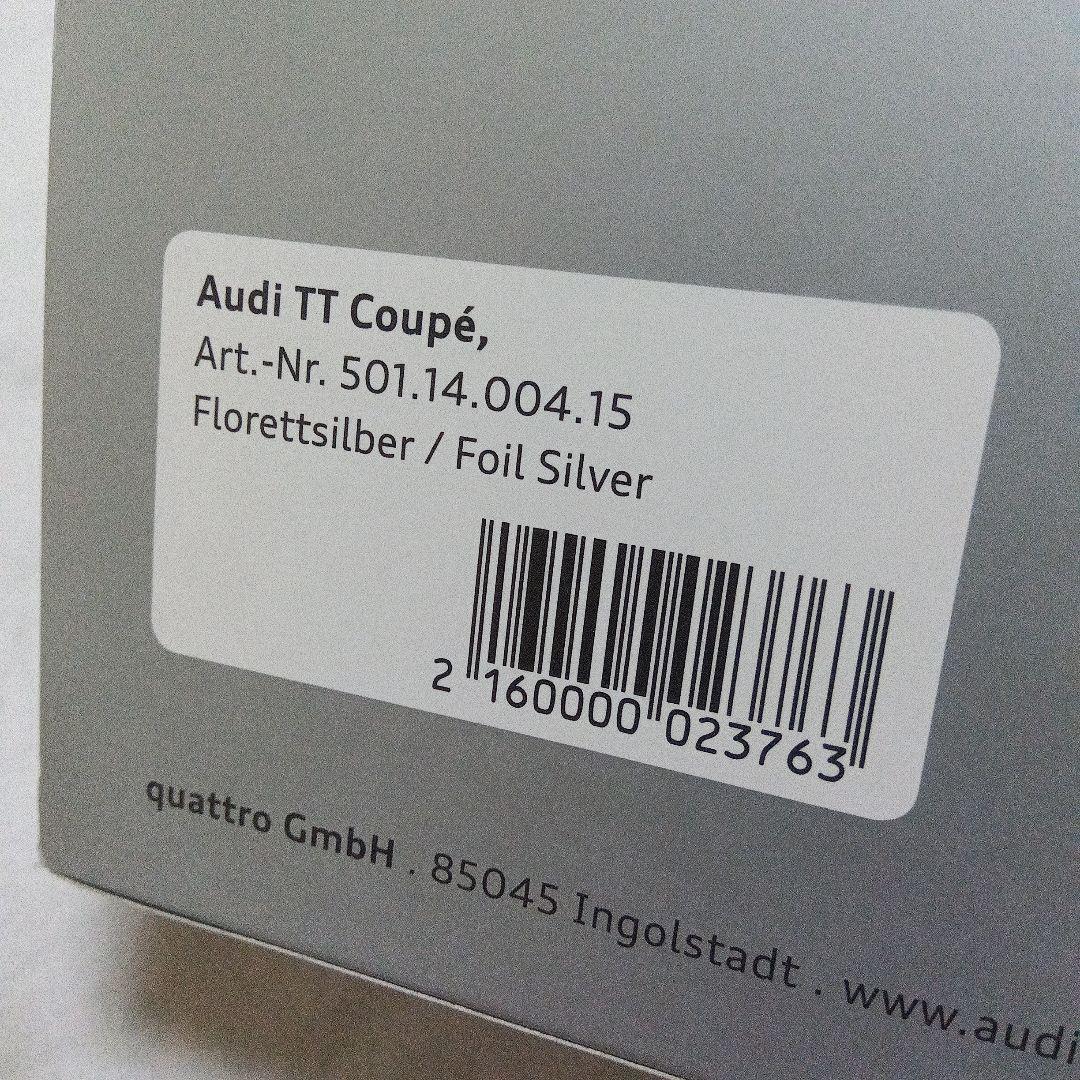 Audi TT Coupé,
Art.-Nr. 501.14.004.15
Florettsilber / Foil Silver
2 160000 023763
quattro GmbH . 85045 Ingolstadt . www.audi